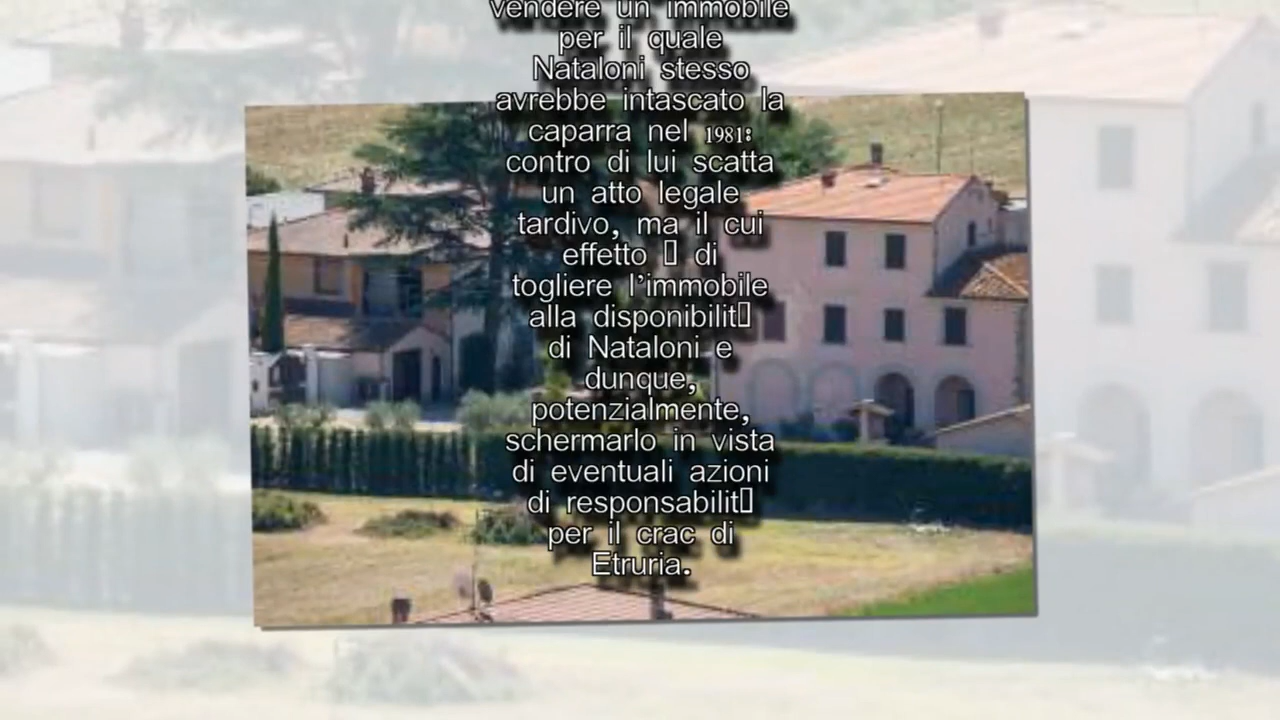 vendere un immobile
per il quale
Nataloni stesso
avrebbe intascato la
caparra nel 1981:
contro di lui scatta
un atto legale
tardivo, ma il cui
effetto ▯ di
togliere l'immobile
alla disponibilit▯
di Nataloni e
dunque,
potenzialmente,
schermarlo in vista
di eventuali azioni
di responsabilit▯
per il crac di
Etruria.